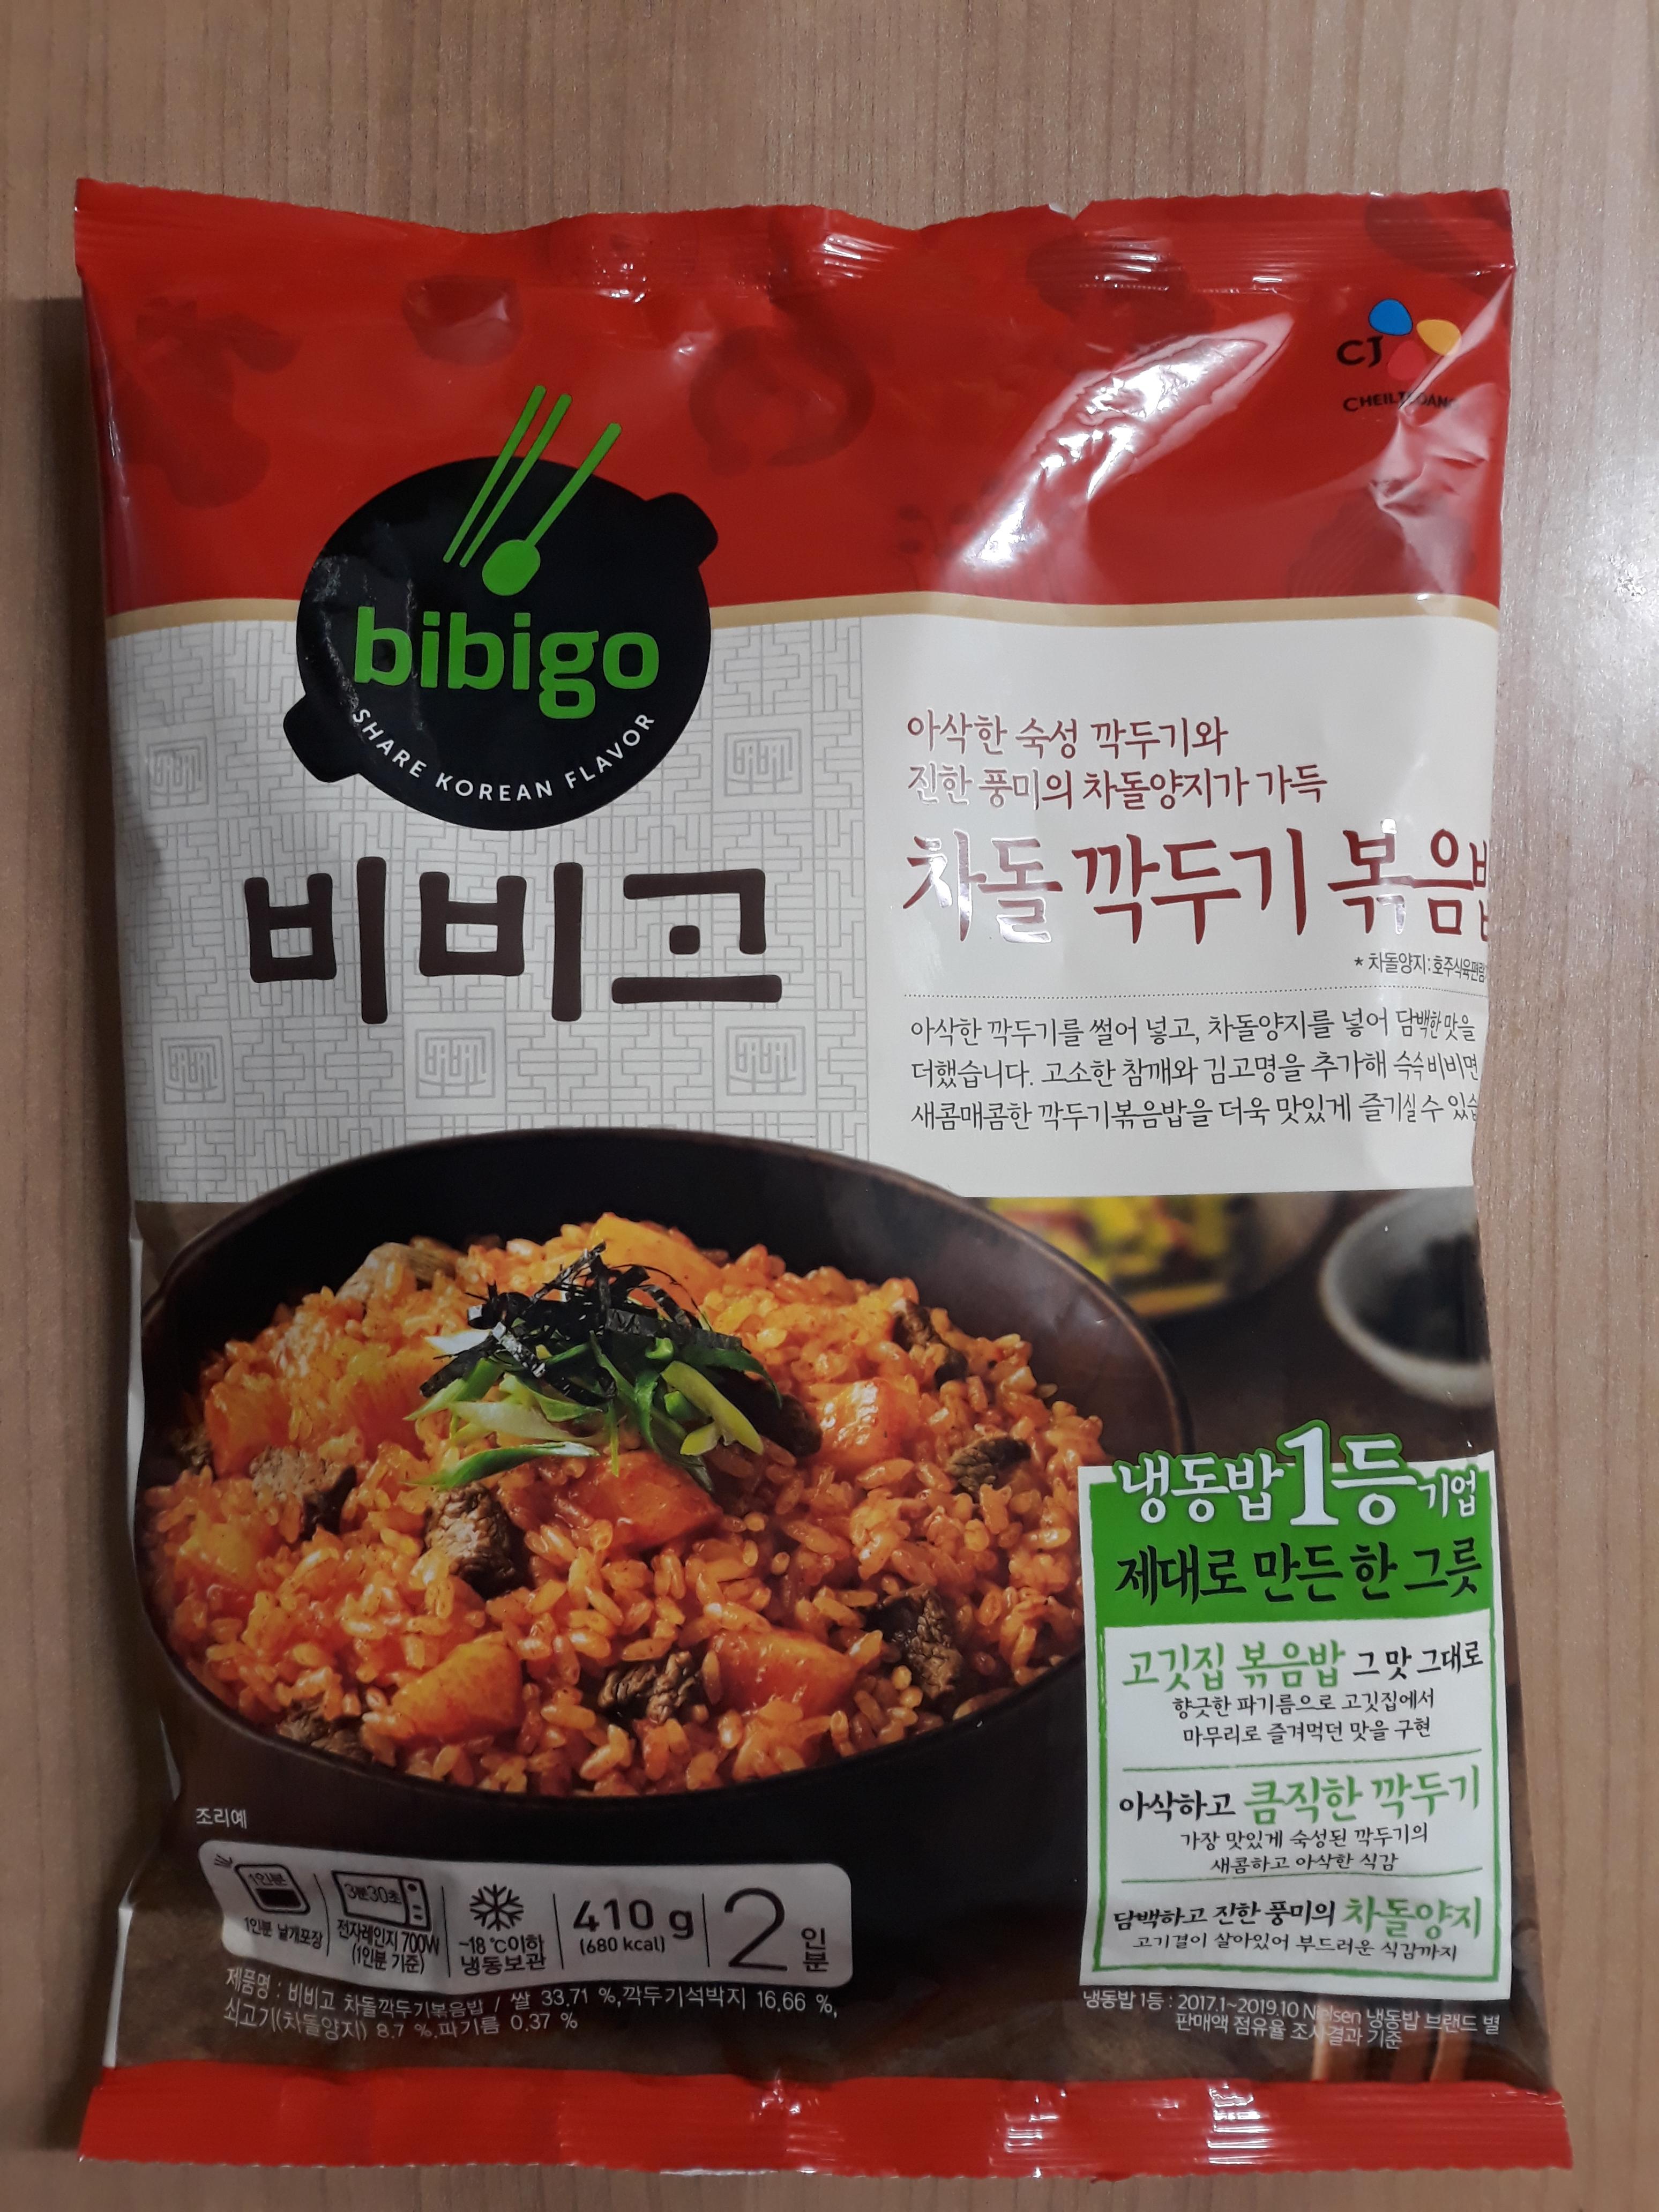 CJ
CHEILJEDANG
bibigo
SHARE KOREAN FLAVOR
비비고
아삭한 숙성 깍두기와
진한 풍미의 차돌양지가 가득
차돌 깍두기 볶음밥
* 차돌양지:호주식육편람
아삭한 깍두기를 썰어 넣고, 차돌양지를 넣어 담백한 맛을
더했습니다. 고소한 참깨와 김고명을 추가해 슥슥 비비면
새콤매콤한 깍두기볶음밥을 더욱 맛있게 즐기실 수
냉동밥 1등 기업
제대로 만든 한 그릇
고깃집 볶음밥 그 맛 그대로
향긋한 파기름으로 고깃집에서
마무리로 즐겨먹던 맛을 구현
아삭하고 큼직한 깍두기
가장 맛있게 숙성된 깍두기의
새콤하고 아삭한 식감
담백하고 진한 풍미의 차돌양지
고기결이 살아있어 부드러운 식감까지
냉동밥 1등 : 2017.1~2019.10 Nielsen 냉동밥 브랜드 별
판매액 점유율 조사결과 기준
조리예
1인분
1인분 낱개포장
3분30초
전자레인지 700W
(1인분 기준)
-18 ℃이하
냉동보관
410 g
(680 kcal)
2인분
제품명 : 비비고 차돌깍두기볶음밥 / 쌀 33.71 %,깍두기석박지 16.66 %,
쇠고기(차돌양지) 8.7 %,파기름 0.37 %